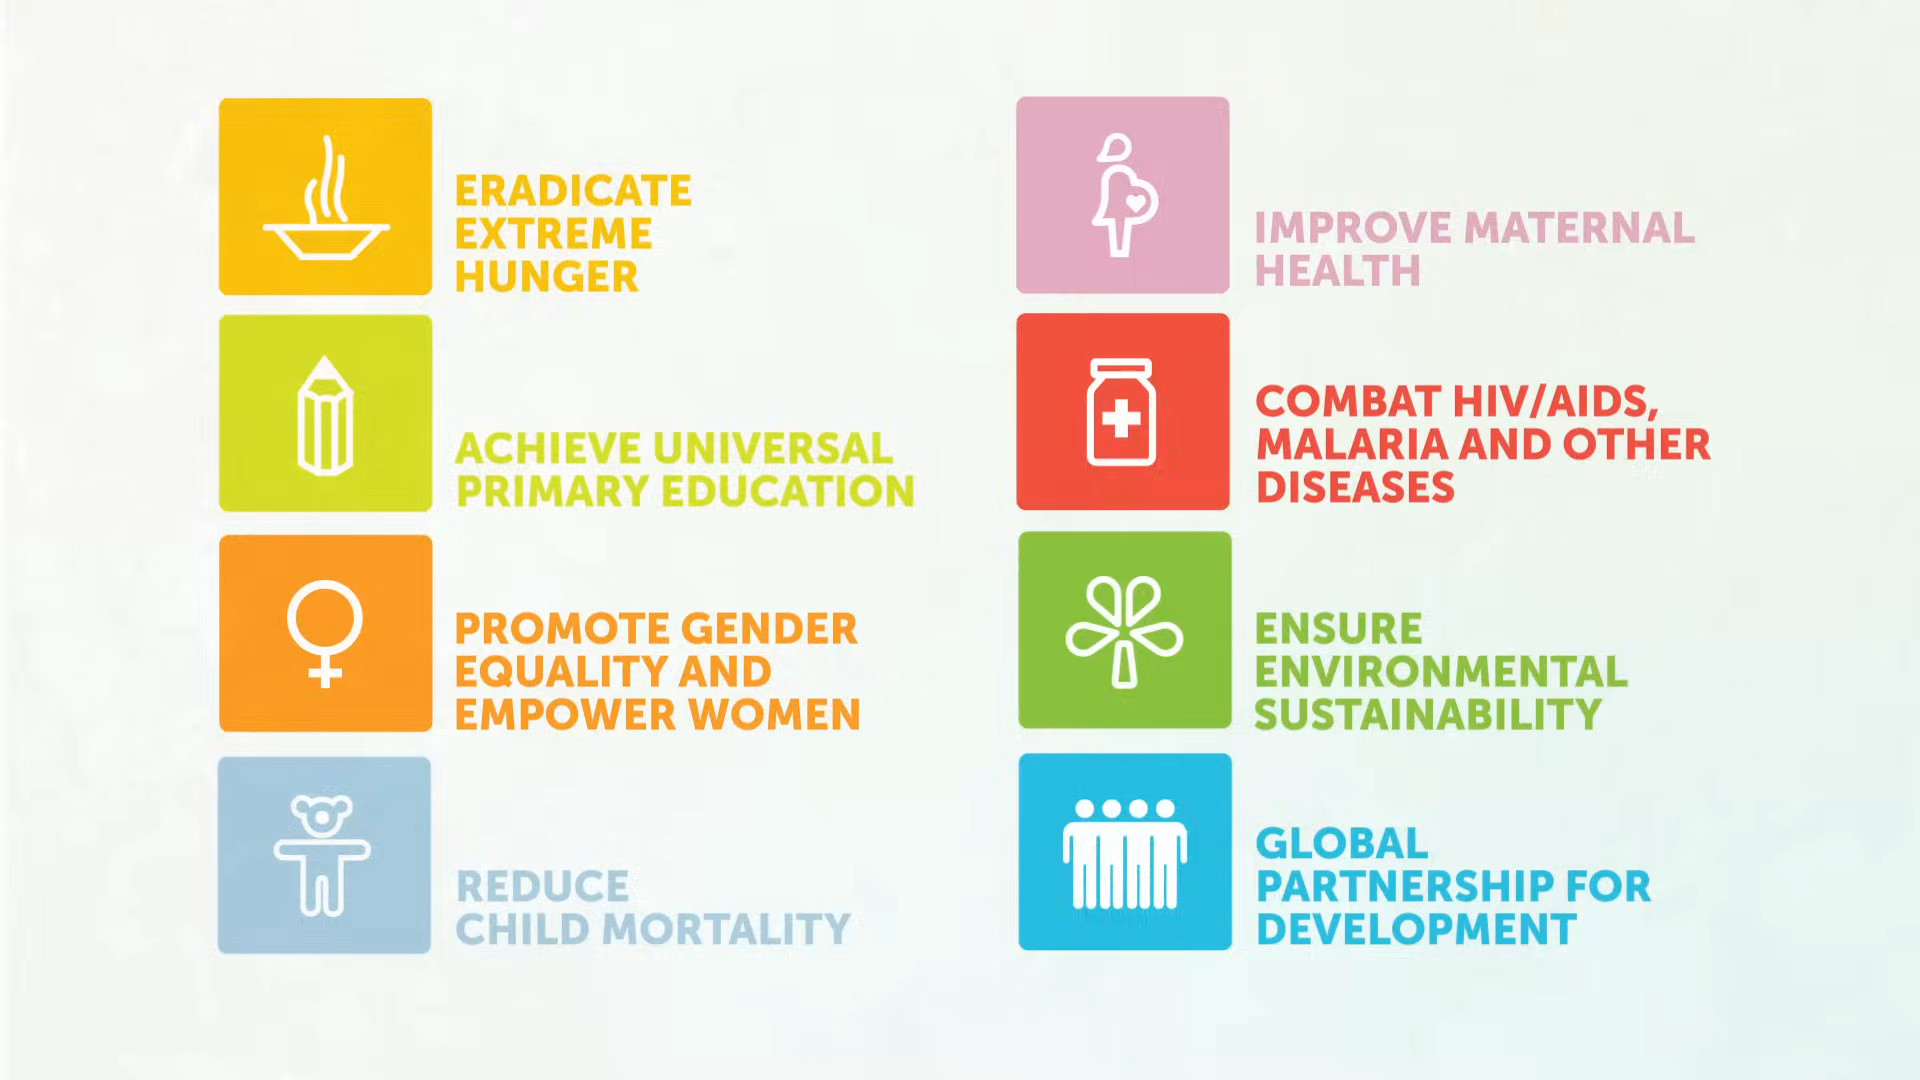 ERADICATE
EXTREME
HUNGER
ACHIEVE UNIVERSAL
PRIMARY EDUCATION
PROMOTE GENDER
EQUALITY AND
EMPOWER WOMEN
REDUCE
CHILD MORTALITY
IMPROVE MATERNAL
HEALTH
COMBAT HIV/AIDS,
MALARIA AND OTHER
DISEASES
ENSURE
ENVIRONMENTAL
SUSTAINABILITY
GLOBAL
PARTNERSHIP FOR
DEVELOPMENT